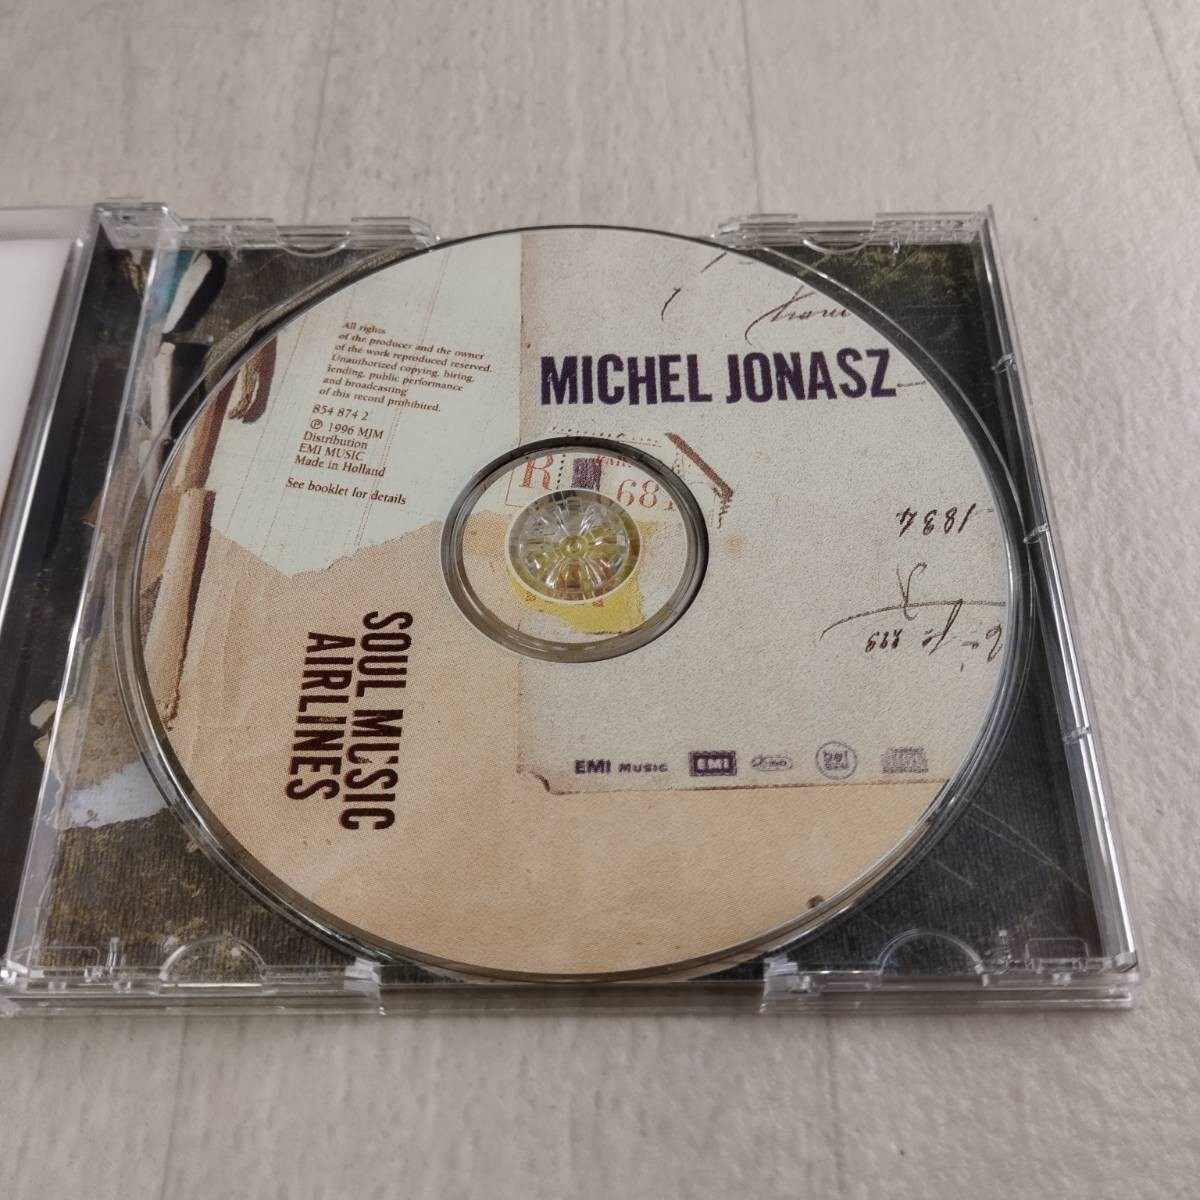 All rights
of the producer and the owner
of the work reproduced reserved.
Unauthorized copying, hiring,
lending, public performance
and broadcasting
of this record prohibited.
854 874 2
℗ 1996 MJM
Distribution
EMI MUSIC
Made in Holland
See booklet for details
MICHEL JONASZ
R
681
1834
SOUL MUSIC
AIRLINES
EMI MUSIC
EMI